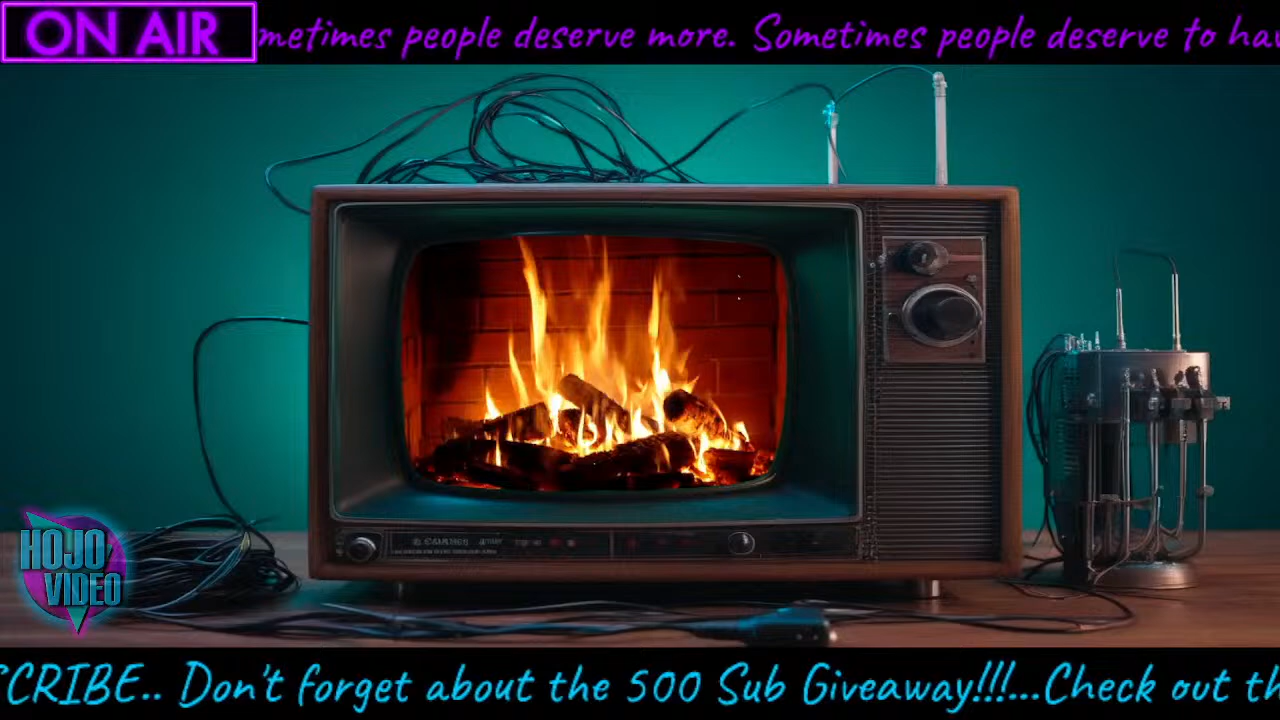 ON AIR
metimes people deserve more. Sometimes people deserve to hav
HOJO
VIDEO
SCRIBE.. Don't forget about the 500 Sub Giveaway!!!...Check out th